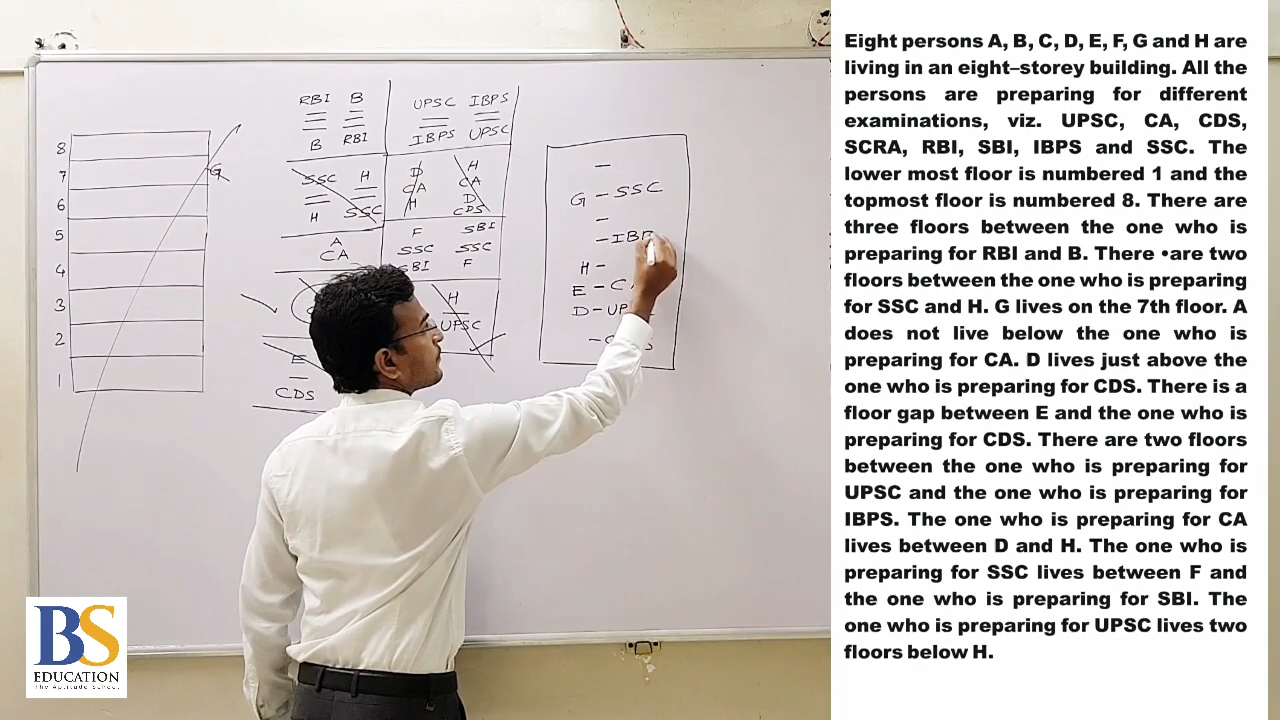 Eight persons A, B, C, D, E, F, G and H are
living in an eight–storey building. All the
persons are preparing for different
examinations, viz. UPSC, CA, CDS,
SCRA, RBI, SBI, IBPS and SSC. The
lower most floor is numbered 1 and the
topmost floor is numbered 8. There are
three floors between the one who is
preparing for RBI and B. There •are two
floors between the one who is preparing
for SSC and H. G lives on the 7th floor. A
does not live below the one who is
preparing for CA. D lives just above the
one who is preparing for CDS. There is a
floor gap between E and the one who is
preparing for CDS. There are two floors
between the one who is preparing for
UPSC and the one who is preparing for
IBPS. The one who is preparing for CA
lives between D and H. The one who is
preparing for SSC lives between F and
the one who is preparing for SBI. The
one who is preparing for UPSC lives two
floors below H.
8
7 G
6
5
4
3
2
1
RBI B
B RBI
UPSC IBPS
IBPS UPSC
SSC H
H SSC
D H
CA CA
H D
CDS
A
CA
F SBI
SSC SSC
SBI F
H
UPSC
E
CDS
G - SSC
H -
E -
D -
BS
EDUCATION
The Aptitude School